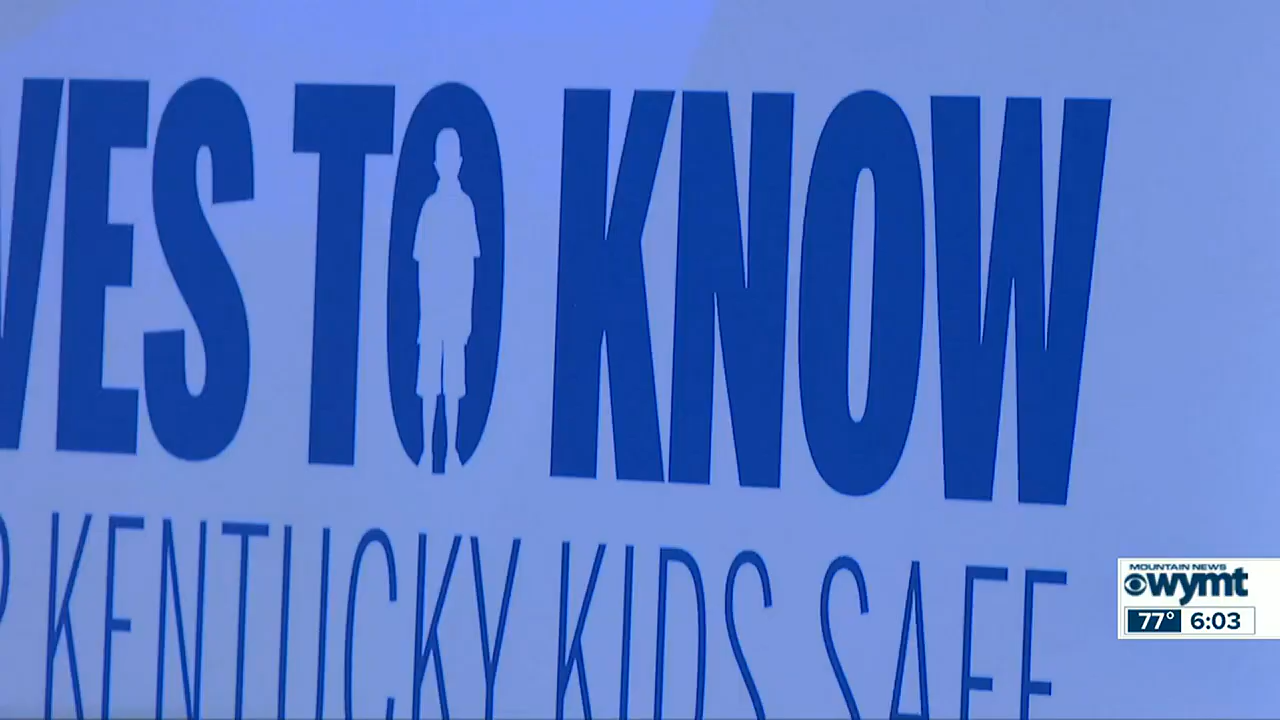 VES TO KNOW
P KENTUCKY KIDS SAFE
MOUNTAIN NEWS
wymt
77° 6:03